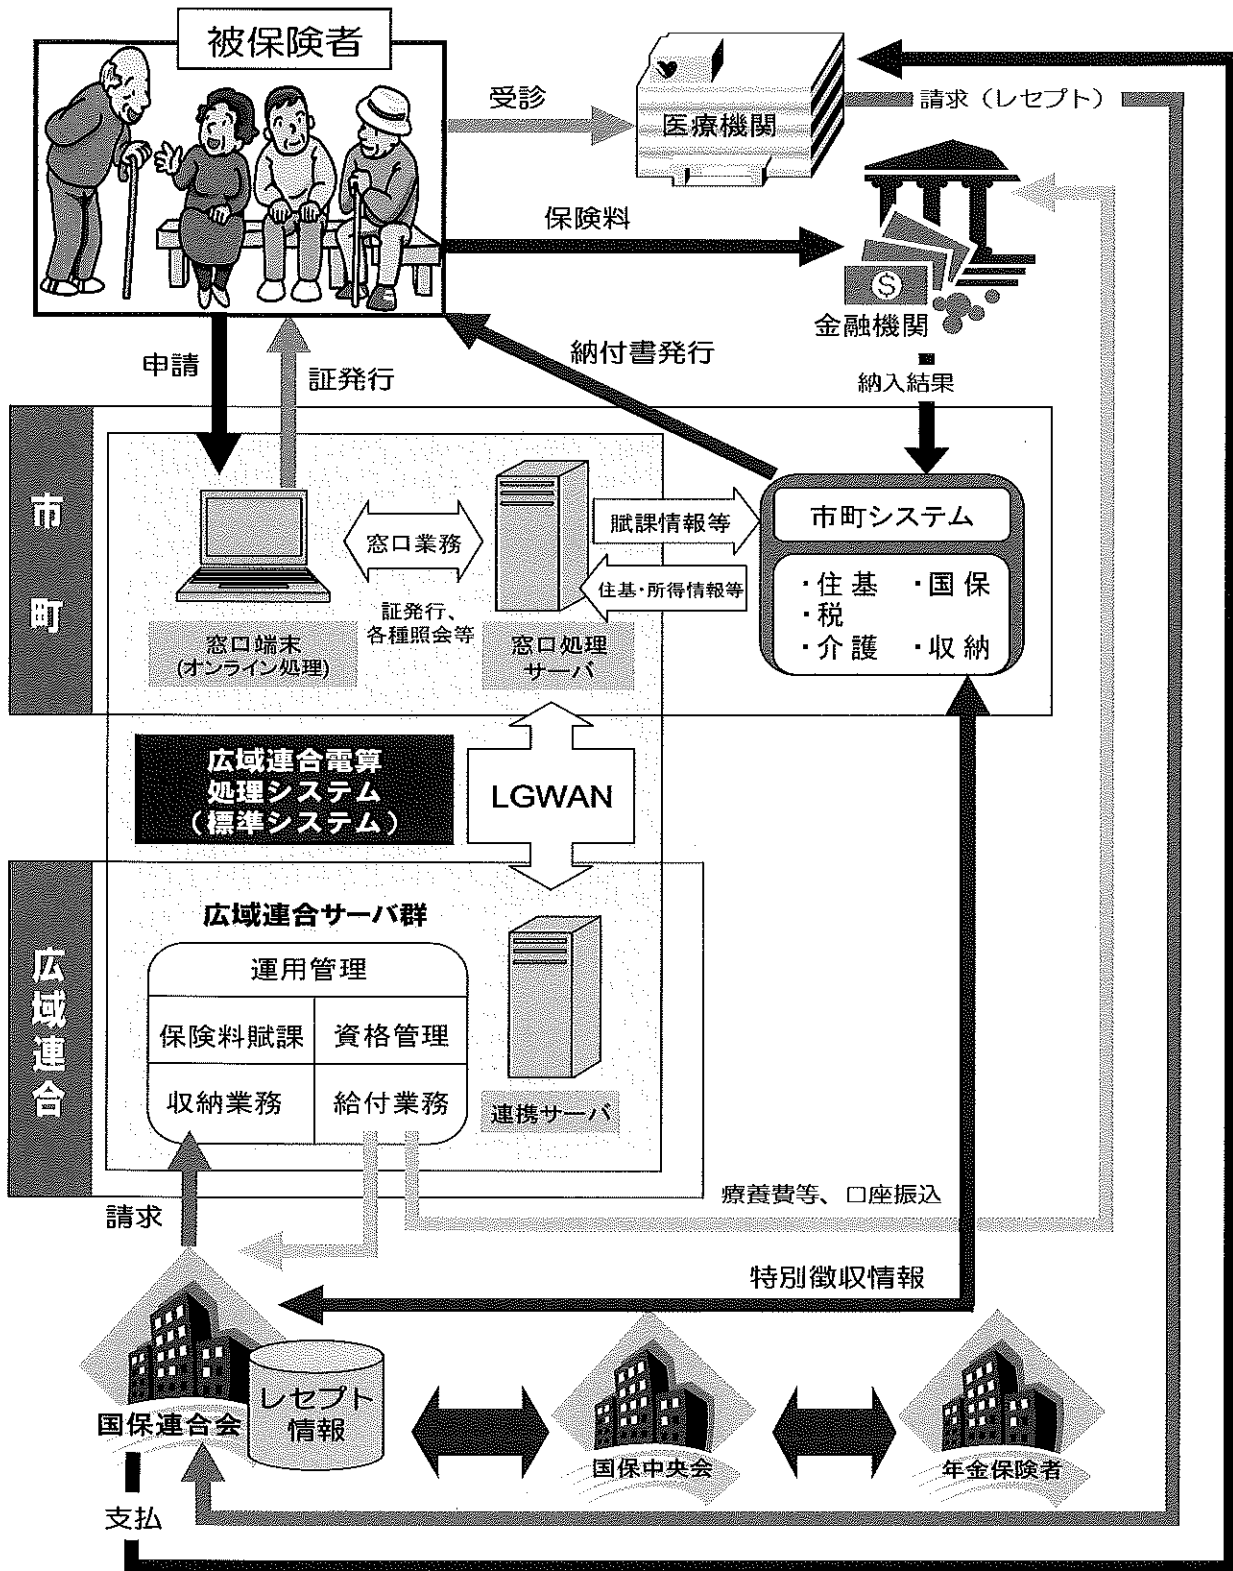 被保険者
受診
医療機関
請求（レセプト）
保険料
金融機関
申請
証発行
納付書発行
納入結果
市町
窓口端末
(オンライン処理)
窓口業務
証発行、
各種照会等
窓口処理
サーバ
賦課情報等
住基・所得情報等
市町システム
・住基 ・国保
・税
・介護 ・収納
広域連合電算
処理システム
（標準システム）
LGWAN
広域連合
広域連合サーバ群
運用管理
保険料賦課 資格管理
収納業務 給付業務
連携サーバ
請求
療養費等、口座振込
特別徴収情報
国保連合会
レセプト
情報
国保中央会
年金保険者
支払